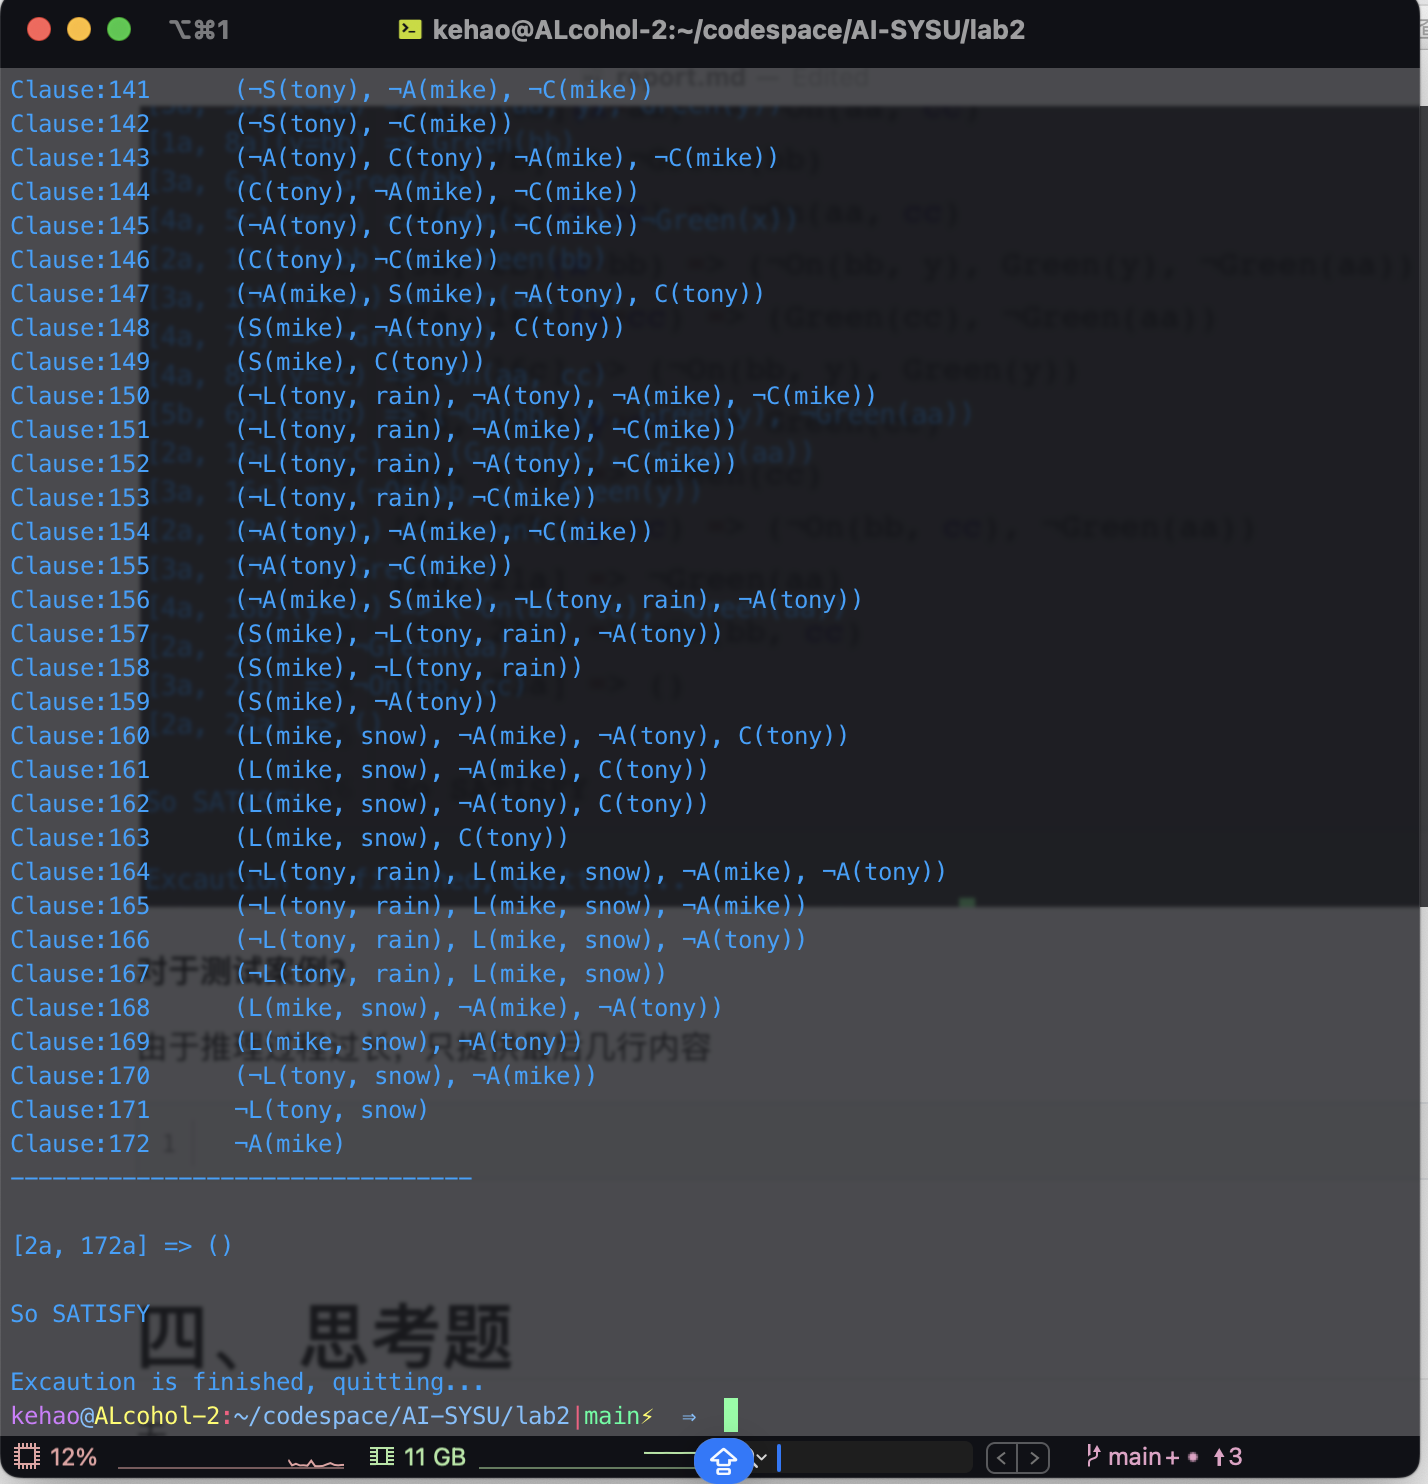 ⌥⌘1 kehao@ALcohol-2:~/codespace/AI-SYSU/lab2
report.md — Edited
Clause:141 (¬S(tony), ¬A(mike), ¬C(mike))
Clause:142 (¬S(tony), ¬C(mike))
Clause:143 (¬A(tony), C(tony), ¬A(mike), ¬C(mike))
Clause:144 (C(tony), ¬A(mike), ¬C(mike))
Clause:145 (¬A(tony), C(tony), ¬C(mike))
Clause:146 (C(tony), ¬C(mike))
Clause:147 (¬A(mike), S(mike), ¬A(tony), C(tony))
Clause:148 (S(mike), ¬A(tony), C(tony))
Clause:149 (S(mike), C(tony))
Clause:150 (¬L(tony, rain), ¬A(tony), ¬A(mike), ¬C(mike))
Clause:151 (¬L(tony, rain), ¬A(mike), ¬C(mike))
Clause:152 (¬L(tony, rain), ¬A(tony), ¬C(mike))
Clause:153 (¬L(tony, rain), ¬C(mike))
Clause:154 (¬A(tony), ¬A(mike), ¬C(mike))
Clause:155 (¬A(tony), ¬C(mike))
Clause:156 (¬A(mike), S(mike), ¬L(tony, rain), ¬A(tony))
Clause:157 (S(mike), ¬L(tony, rain), ¬A(tony))
Clause:158 (S(mike), ¬L(tony, rain))
Clause:159 (S(mike), ¬A(tony))
Clause:160 (L(mike, snow), ¬A(mike), ¬A(tony), C(tony))
Clause:161 (L(mike, snow), ¬A(mike), C(tony))
Clause:162 (L(mike, snow), ¬A(tony), C(tony))
Clause:163 (L(mike, snow), C(tony))
Clause:164 (¬L(tony, rain), L(mike, snow), ¬A(mike), ¬A(tony))
Clause:165 (¬L(tony, rain), L(mike, snow), ¬A(mike))
Clause:166 (¬L(tony, rain), L(mike, snow), ¬A(tony))
Clause:167 (¬L(tony, rain), L(mike, snow))
Clause:168 (L(mike, snow), ¬A(mike), ¬A(tony))
Clause:169 (L(mike, snow), ¬A(tony))
Clause:170 (¬L(tony, snow), ¬A(mike))
Clause:171 ¬L(tony, snow)
Clause:172 ¬A(mike)
---------------------------------
[2a, 172a] => ()
So SATISFY
Excaution is finished, quitting...
kehao@ALcohol-2:~/codespace/AI-SYSU/lab2|main⚡ ⇒
对于测试案例2
由于推理过程过长，只提供最后几行内容
1
四、思考题
12% 11 GB main+ ● ↑3